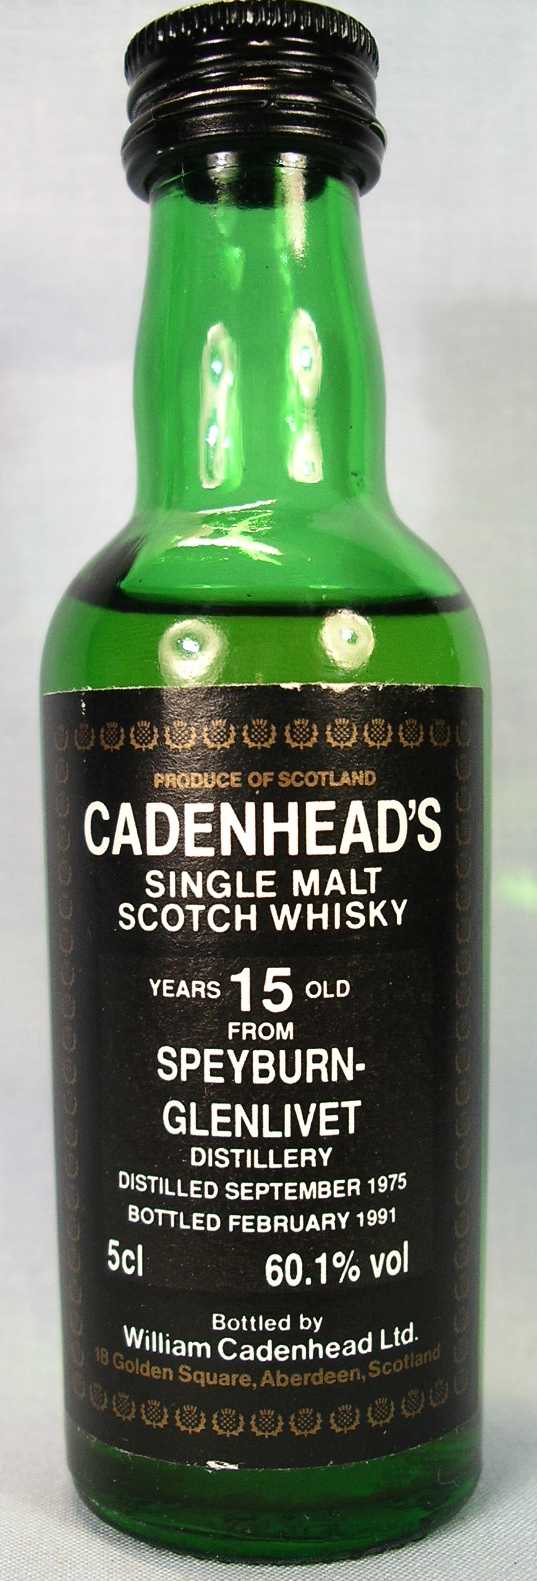 PRODUCE OF SCOTLAND
CADENHEAD'S
SINGLE MALT
SCOTCH WHISKY
YEARS 15 OLD
FROM
SPEYBURN-
GLENLIVET
DISTILLERY
DISTILLED SEPTEMBER 1975
BOTTLED FEBRUARY 1991
5cl 60.1% vol
Bottled by
William Cadenhead Ltd.
18 Golden Square, Aberdeen, Scotland